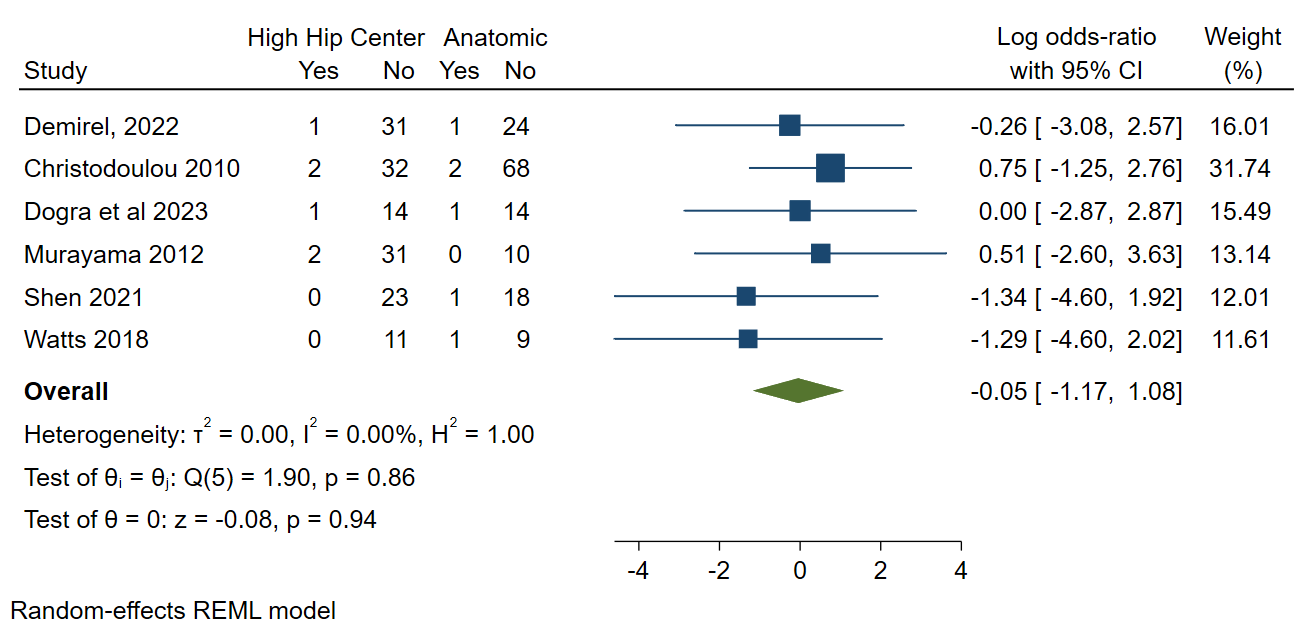 High Hip Center Anatomic Log odds-ratio Weight
Study Yes No Yes No with 95% CI (%)
Demirel, 2022 1 31 1 24 -0.26 [ -3.08, 2.57] 16.01
Christodoulou 2010 2 32 2 68 0.75 [ -1.25, 2.76] 31.74
Dogra et al 2023 1 14 1 14 0.00 [ -2.87, 2.87] 15.49
Murayama 2012 2 31 0 10 0.51 [ -2.60, 3.63] 13.14
Shen 2021 0 23 1 18 -1.34 [ -4.60, 1.92] 12.01
Watts 2018 0 11 1 9 -1.29 [ -4.60, 2.02] 11.61
Overall -0.05 [ -1.17, 1.08]
Heterogeneity: τ² = 0.00, I² = 0.00%, H² = 1.00
Test of θᵢ = θⱼ: Q(5) = 1.90, p = 0.86
Test of θ = 0: z = -0.08, p = 0.94
-4 -2 0 2 4
Random-effects REML model